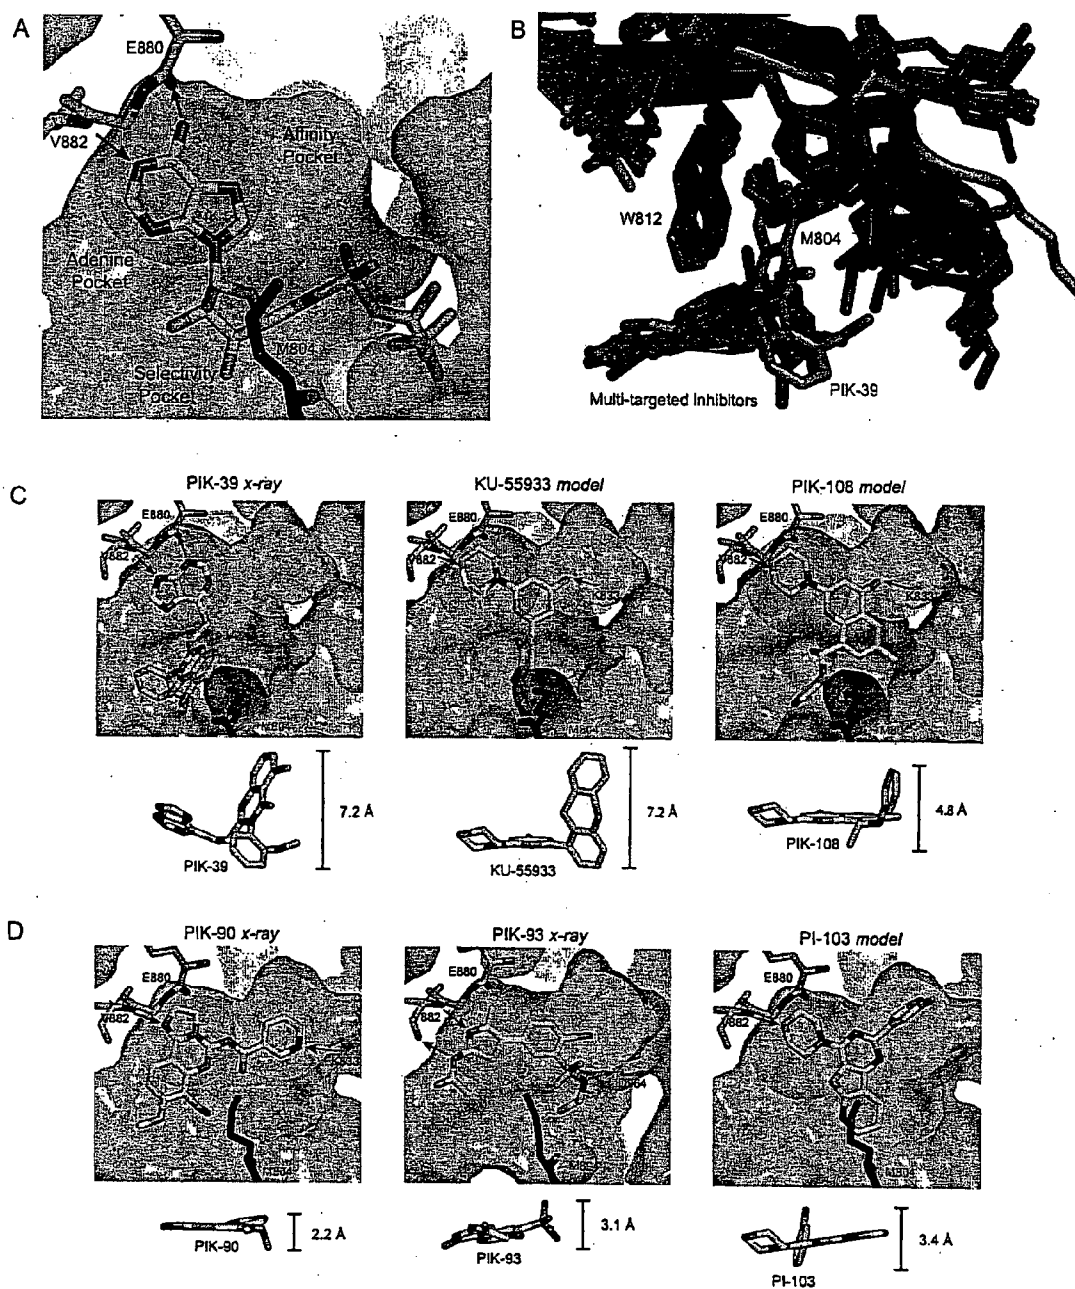 A
E880
V882
Affinity
Pocket
Adenine
Pocket
M804
Selectivity
Pocket
B
W812
M804
PIK-39
Multi-targeted Inhibitors
C
PIK-39 x-ray
E880
PIK-39
7.2 Å
KU-55933 model
E880
V882
KU-55933
7.2 Å
PIK-108 model
E880
V882
PIK-108
4.8 Å
D
PIK-90 x-ray
E880
PIK-90
2.2 Å
PIK-93 x-ray
E880
PIK-93
3.1 Å
PI-103 model
E880
PI-103
3.4 Å